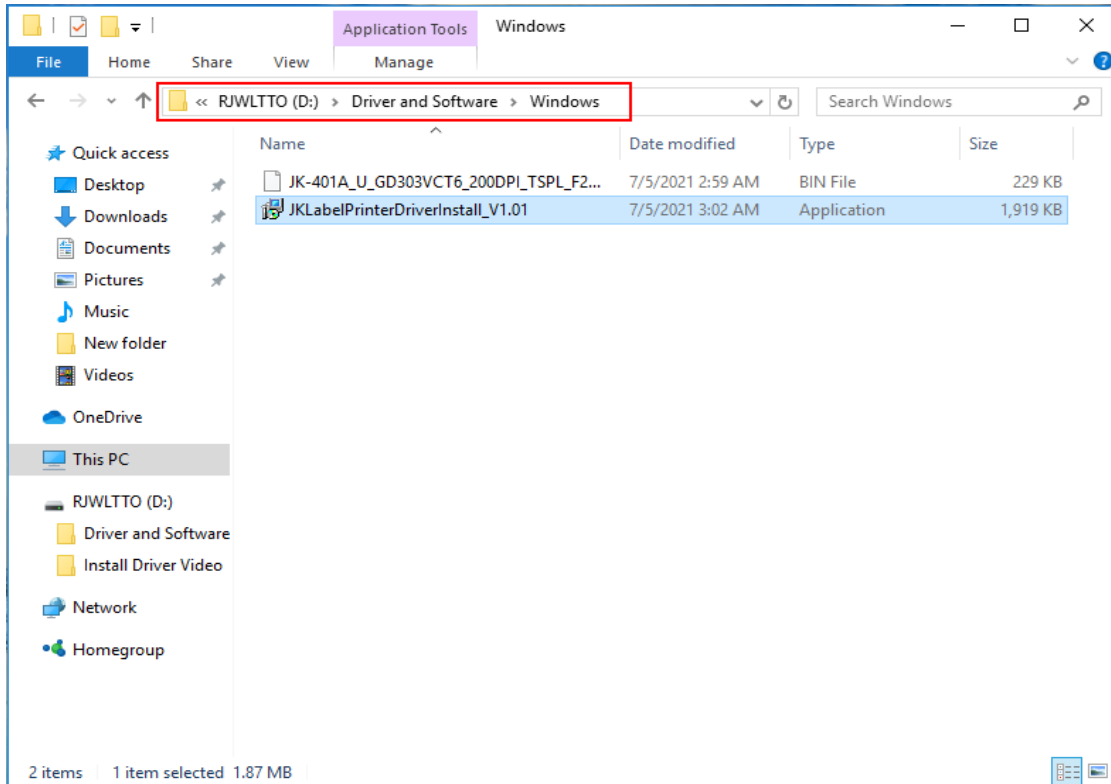 Application Tools Windows
File Home Share View Manage ?
« RJWLTTO (D:) > Driver and Software > Windows Search Windows
Name Date modified Type Size
JK-401A_U_GD303VCT6_200DPI_TSPL_F2... 7/5/2021 2:59 AM BIN File 229 KB
JKLabelPrinterDriverInstall_V1.01 7/5/2021 3:02 AM Application 1,919 KB
Quick access
Desktop
Downloads
Documents
Pictures
Music
New folder
Videos
OneDrive
This PC
RJWLTTO (D:)
Driver and Software
Install Driver Video
Network
Homegroup
2 items 1 item selected 1.87 MB